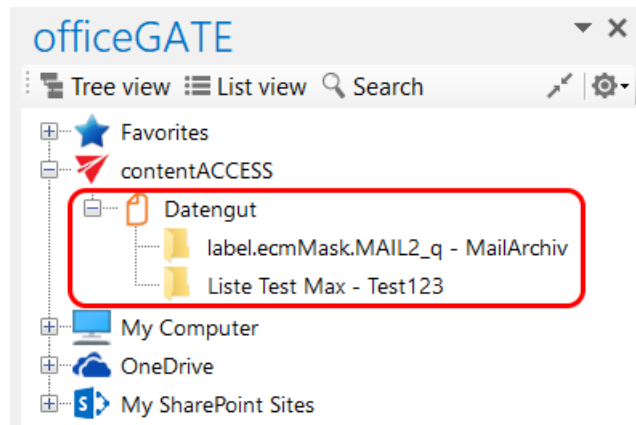 officeGATE
Tree view List view Search
Favorites
contentACCESS
Datengut
label.ecmMask.MAIL2_q - MailArchiv
Liste Test Max - Test123
My Computer
OneDrive
My SharePoint Sites